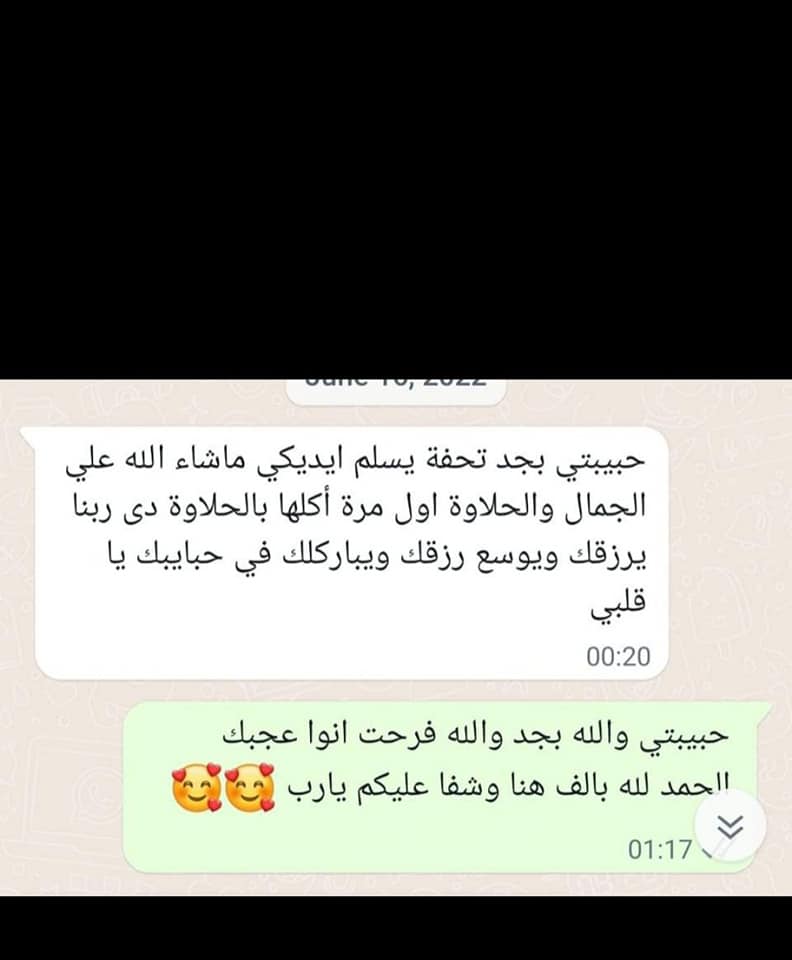 حبيبتي بجد تحفة يسلم ايديكي ماشاء الله علي
الجمال والحلاوة اول مرة أكلها بالحلاوة دى ربنا
يرزقك ويوسع رزقك ويباركلك في حبايبك يا
قلبي
00:20
حبيبتي والله بجد والله فرحت انوا عجبك
الحمد لله بالف هنا وشفا عليكم يارب 🥰🥰
01:17